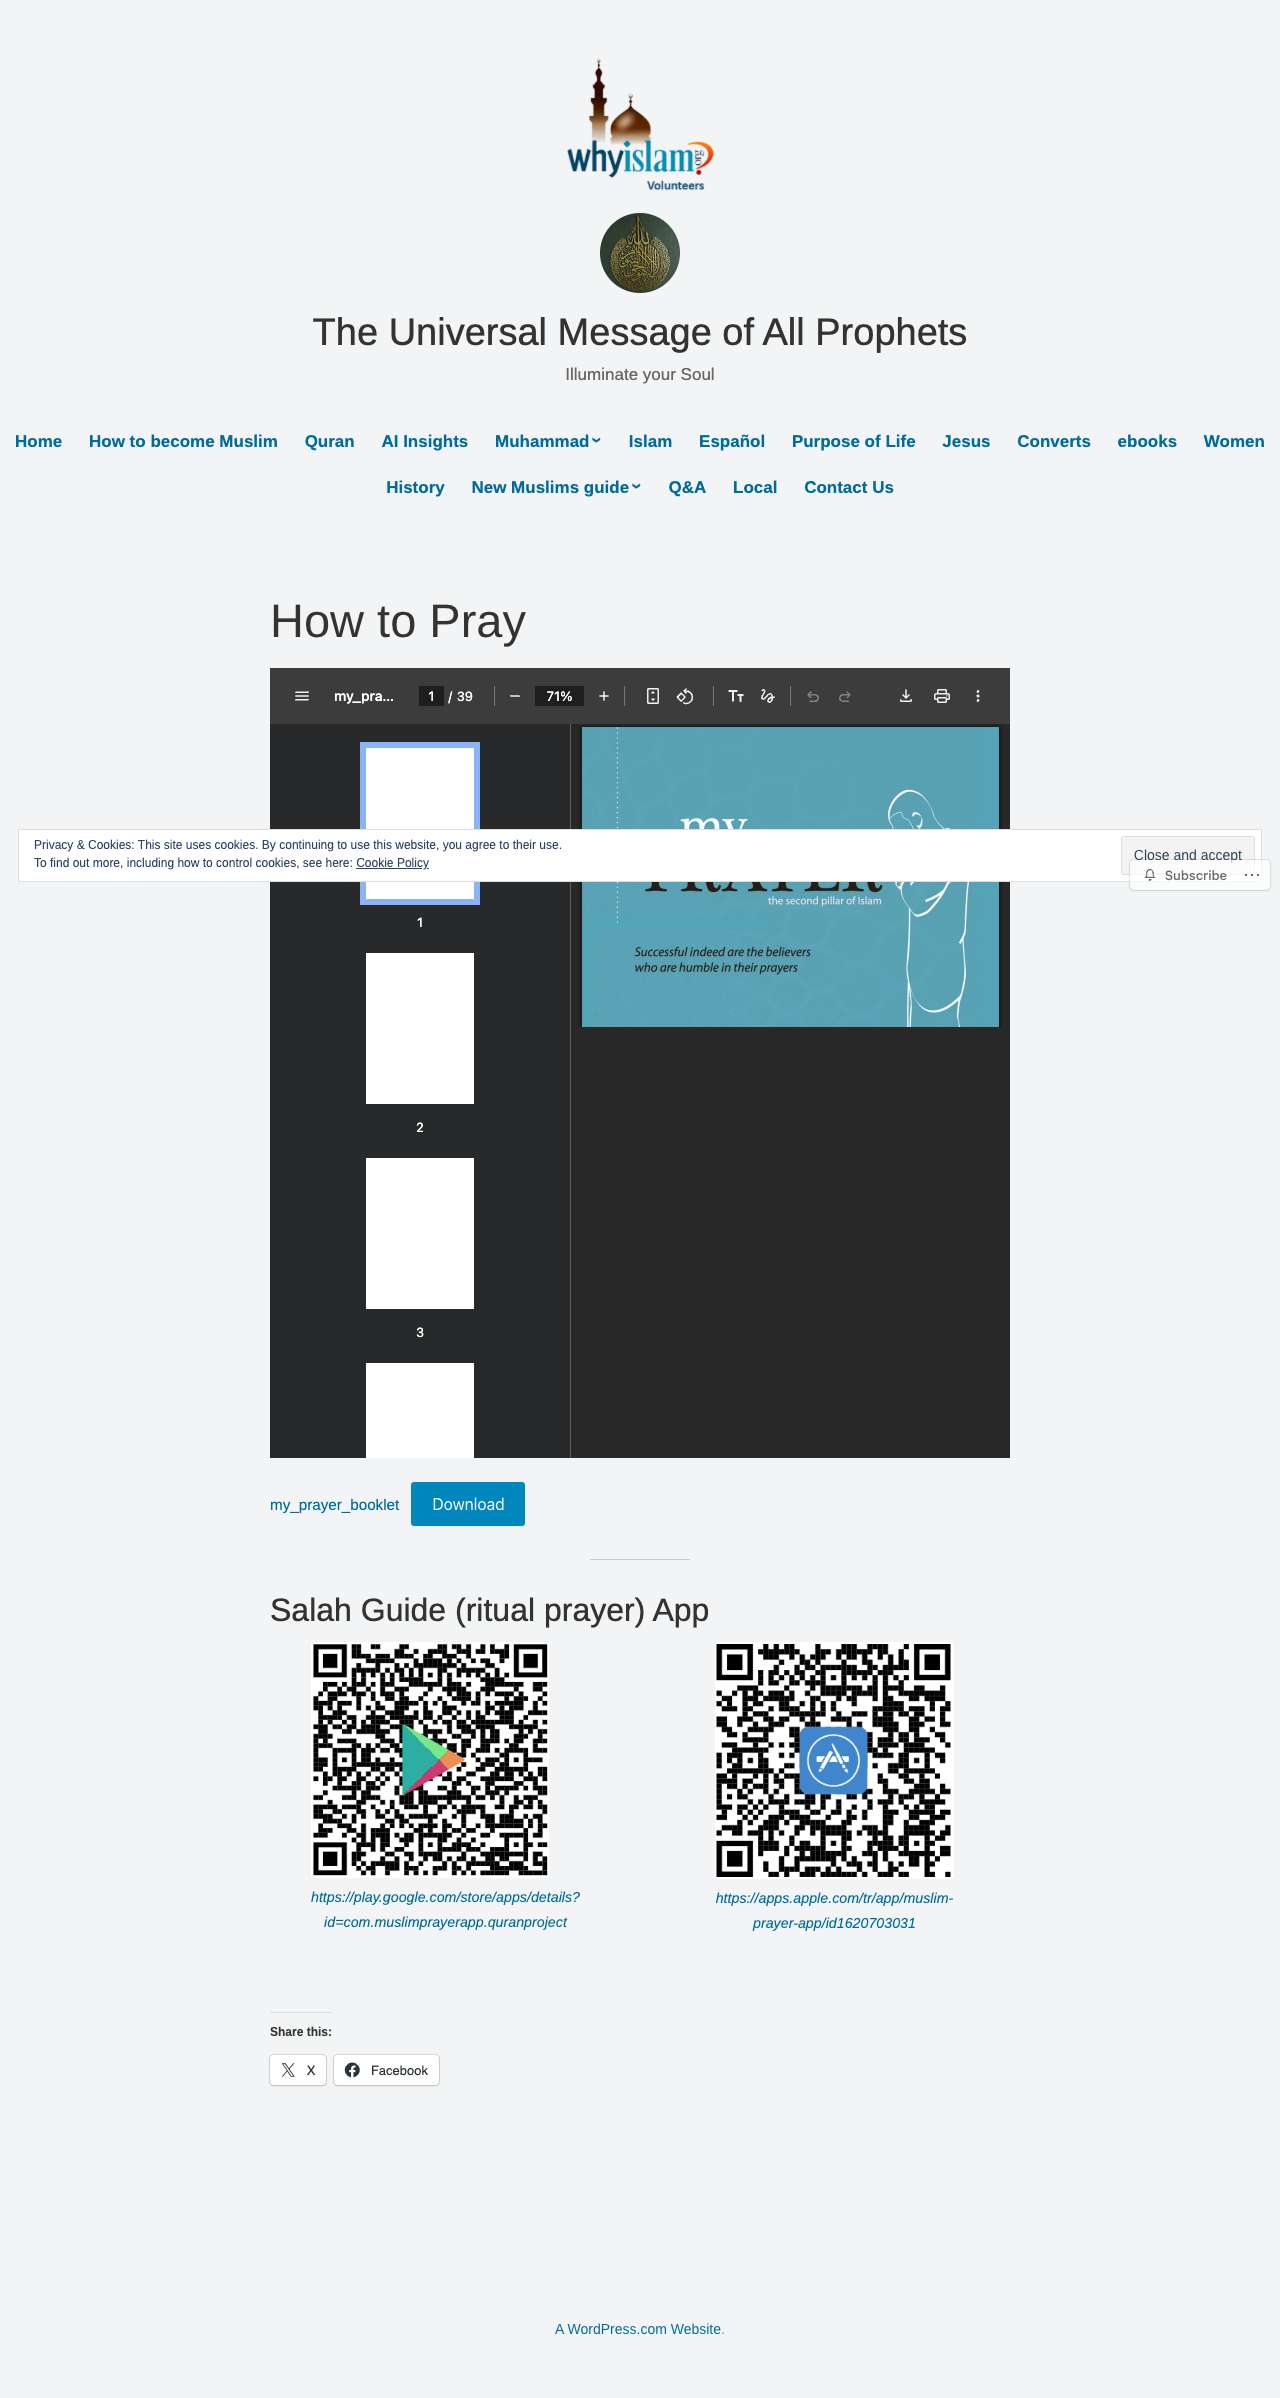 whyislam?
Volunteers
The Universal Message of All Prophets
Illuminate your Soul
Home How to become Muslim Quran AI Insights Muhammad Islam Español Purpose of Life Jesus Converts ebooks Women
History New Muslims guide Q&A Local Contact Us
How to Pray
my_pra... 1 / 39 71%
my
Privacy & Cookies: This site uses cookies. By continuing to use this website, you agree to their use.
To find out more, including how to control cookies, see here: Cookie Policy
Close and accept
Subscribe ...
PRAYER
the second pillar of Islam
Successful indeed are the believers
who are humble in their prayers
1
2
3
my_prayer_booklet Download
Salah Guide (ritual prayer) App
https://play.google.com/store/apps/details?
id=com.muslimprayerapp.quranproject
https://apps.apple.com/tr/app/muslim-
prayer-app/id1620703031
Share this:
X Facebook
A WordPress.com Website.